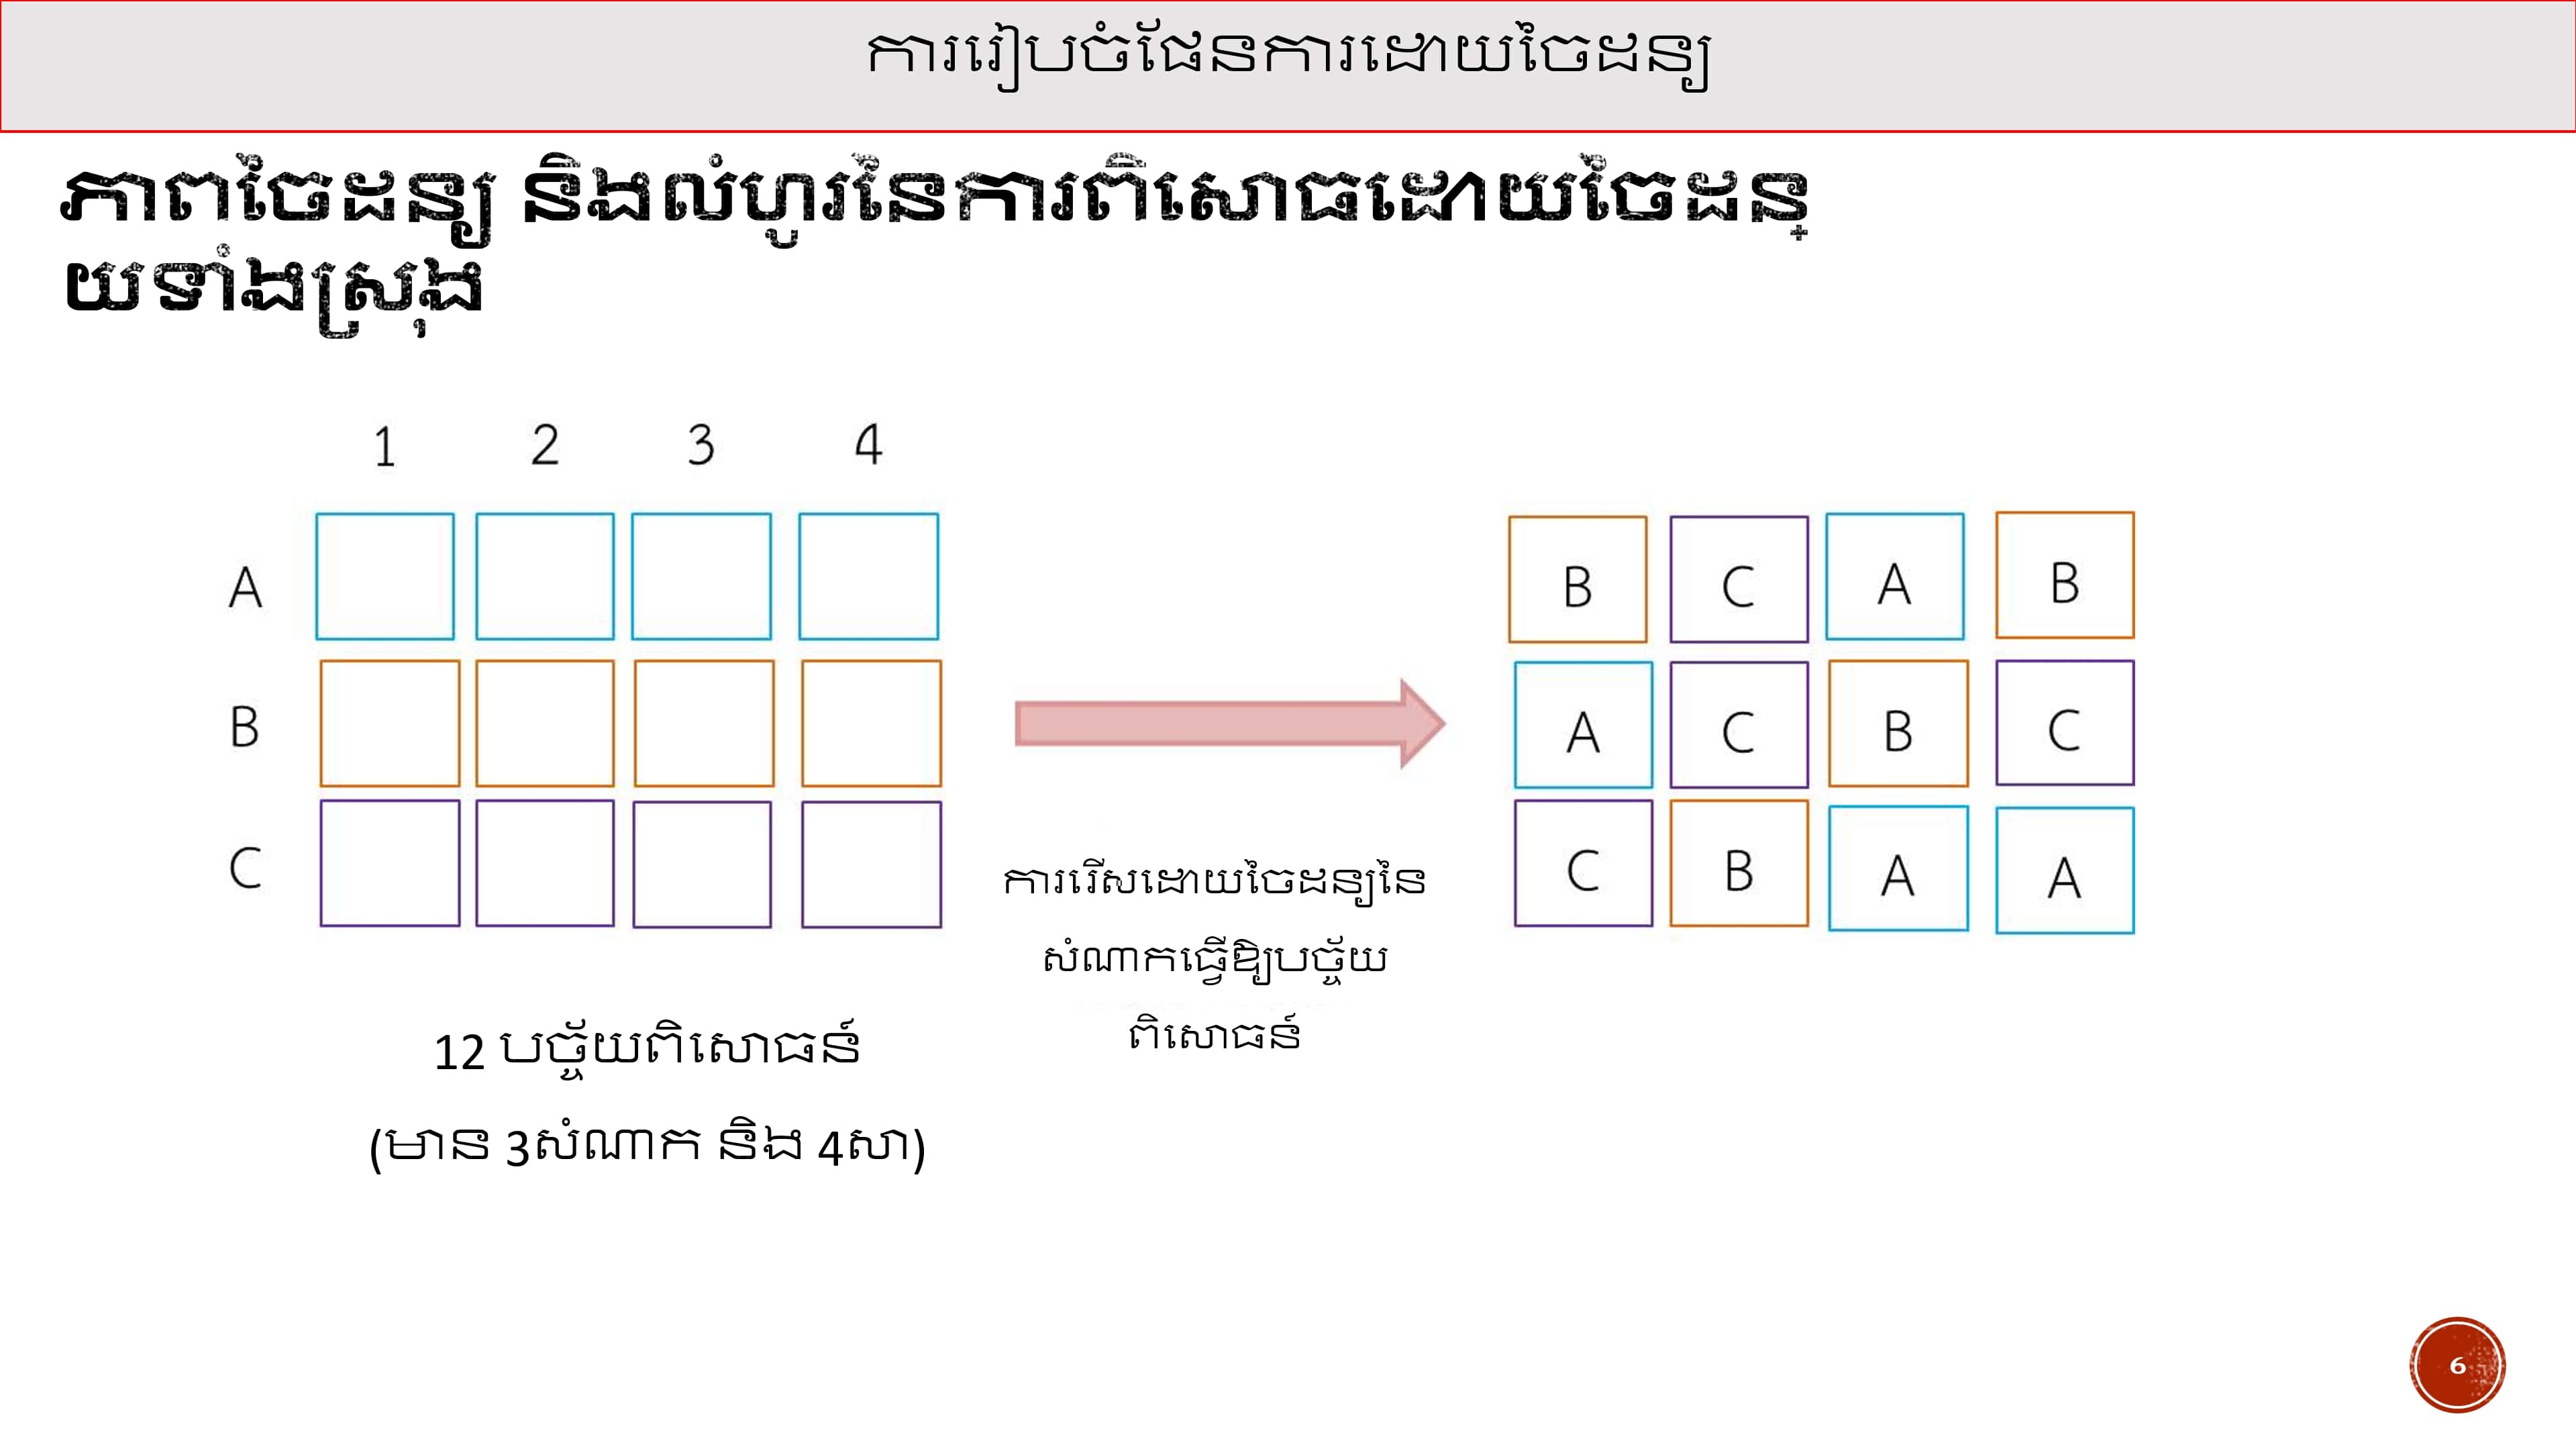 ការរៀបចំផែនការដោយចៃដន្យ
ភាពចៃដន្យ និងលំហូរនៃការពិសោធដោយចៃដន្
យទាំងស្រុង
1 2 3 4
A
B
C
B C A B
A C B C
C B A A
ការរើសដោយចៃដន្យនៃ
សំណាកធ្វើឱ្យបច្ច័យ
ពិសោធន៍
12 បច្ច័យពិសោធន៍
(មាន 3សំណាក និង 4សា)
6